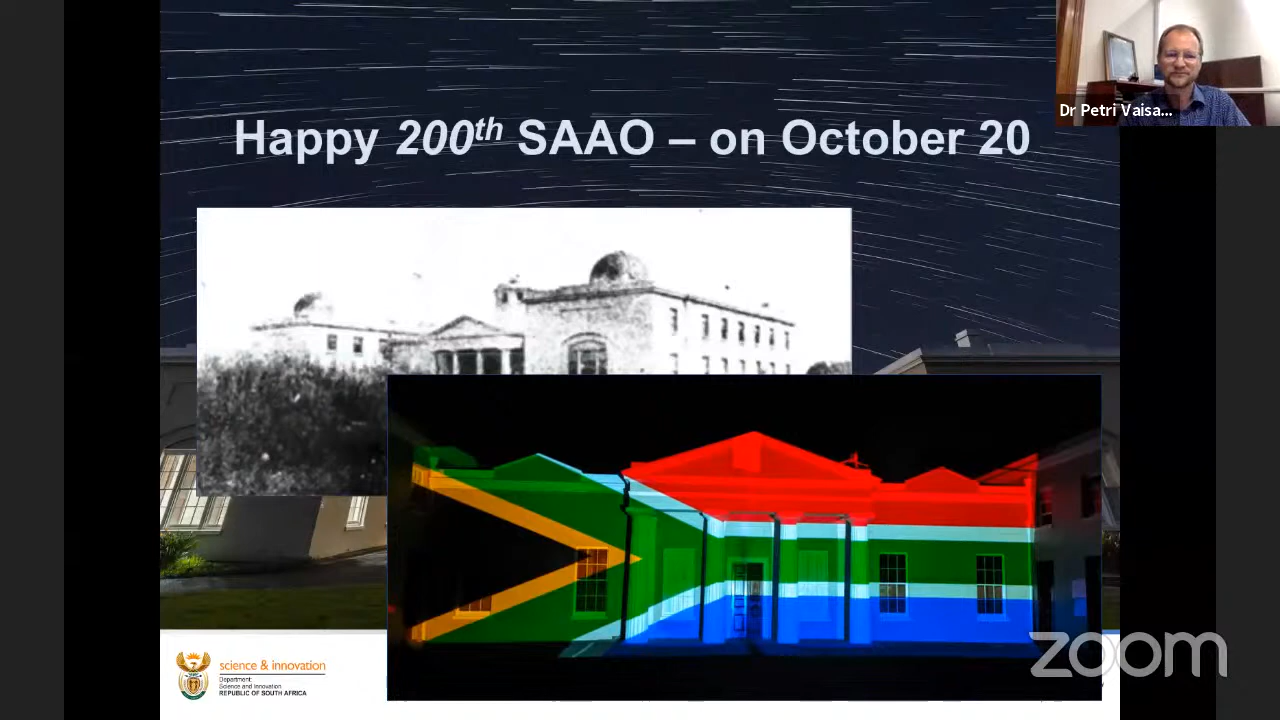 Happy 200th SAAO – on October 20
Dr Petri Vaisa...
science & innovation
Department:
Science and Innovation
REPUBLIC OF SOUTH AFRICA
zoom